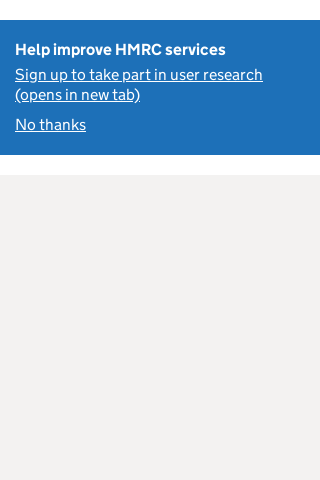 Help improve HMRC services
Sign up to take part in user research
(opens in new tab)
No thanks